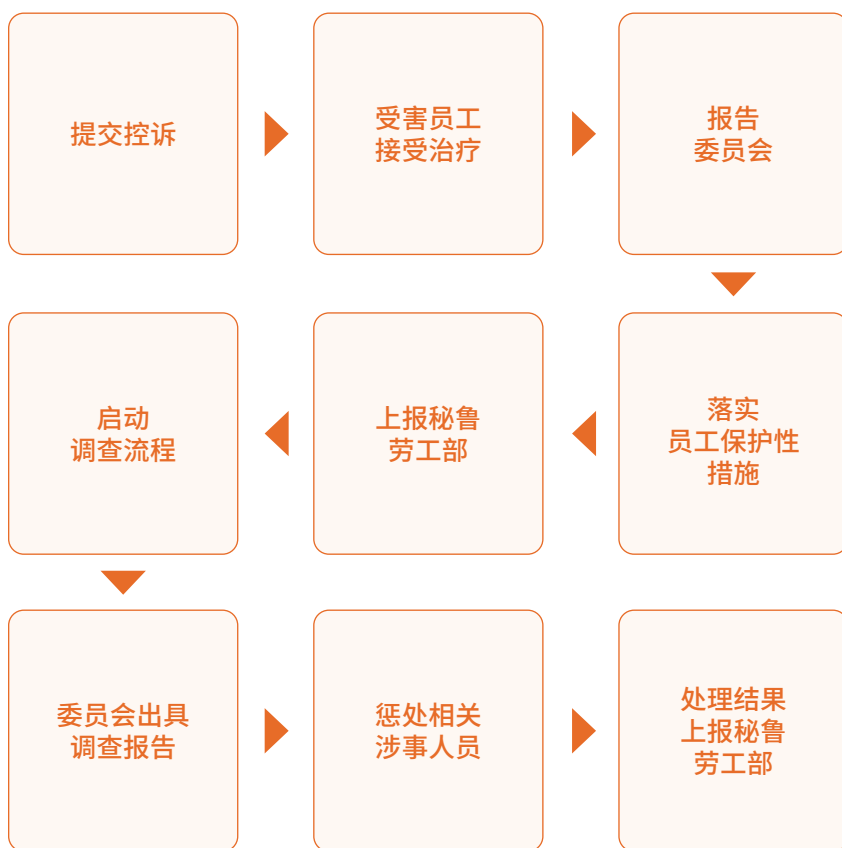 提交控诉
受害员工
接受治疗
报告
委员会
落实
员工保护性
措施
上报秘鲁
劳工部
启动
调查流程
委员会出具
调查报告
惩处相关
涉事人员
处理结果
上报秘鲁
劳工部